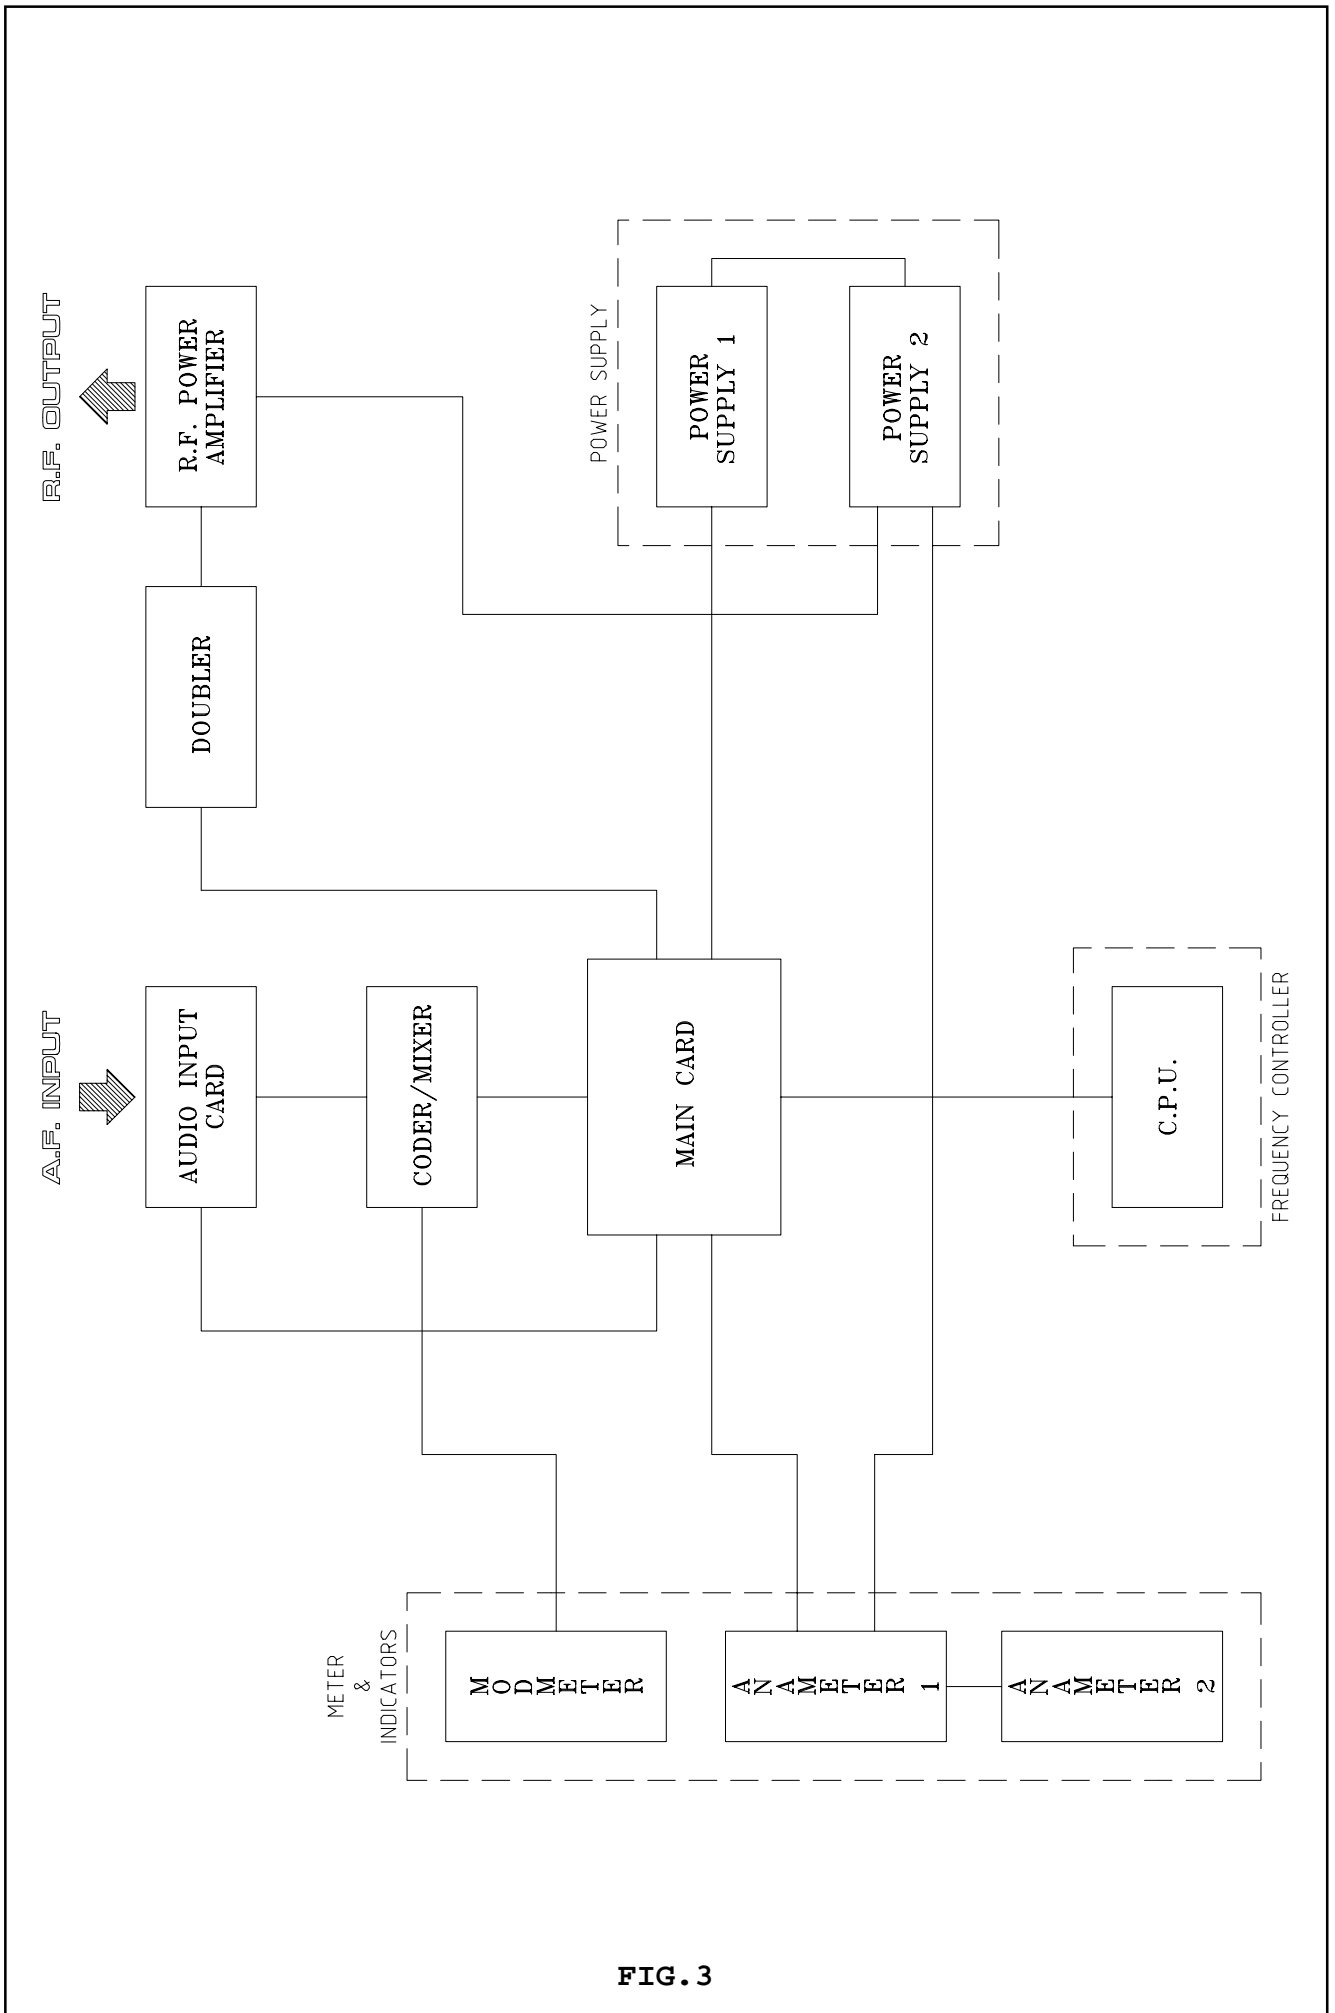 R.F. OUTPUT
A.F. INPUT
R.F. POWER
AMPLIFIER
DOUBLER
AUDIO INPUT
CARD
CODER/MIXER
MAIN CARD
POWER SUPPLY
POWER
SUPPLY 1
POWER
SUPPLY 2
C.P.U.
FREQUENCY CONTROLLER
METER
&
INDICATORS
MODMETER
ANAMETER 1
ANAMETER 2
FIG.3